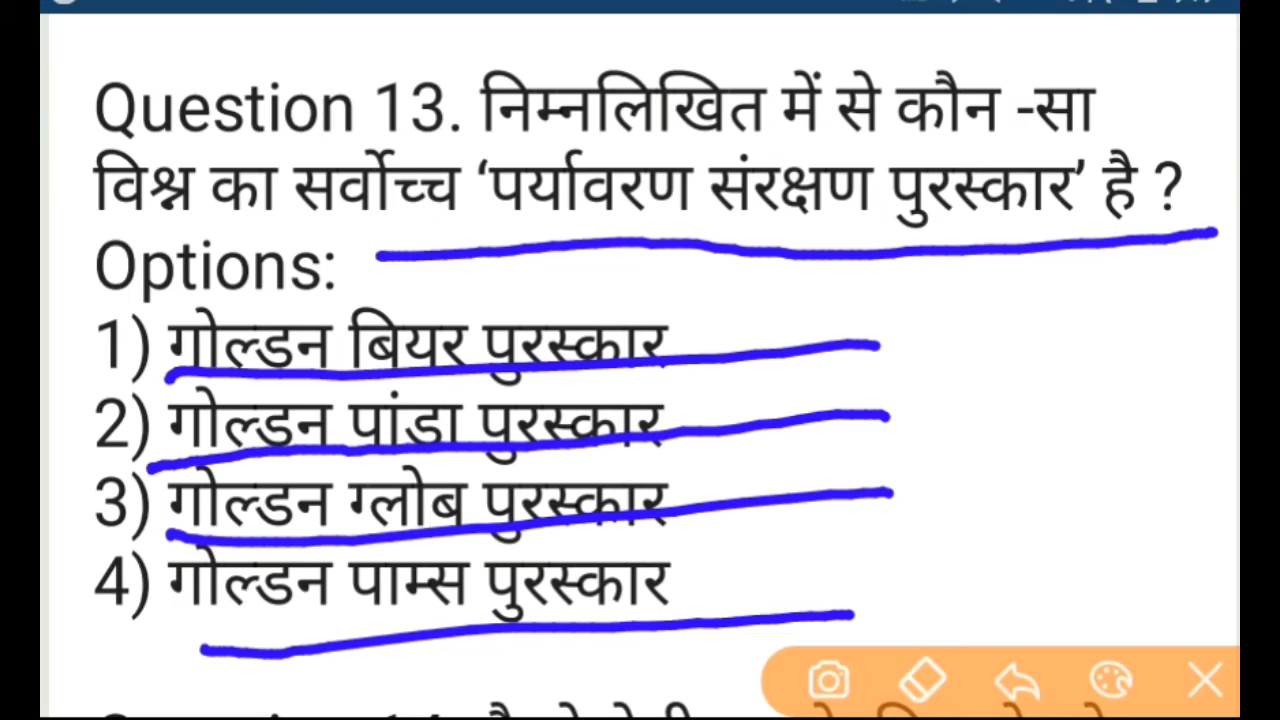 Question 13. निम्नलिखित में से कौन -सा
विश्न का सर्वोच्च ‘पर्यावरण संरक्षण पुरस्कार’ है ?
Options:
1) गोल्डन बियर पुरस्कार
2) गोल्डन पांडा पुरस्कार
3) गोल्डन ग्लोब पुरस्कार
4) गोल्डन पाम्स पुरस्कार